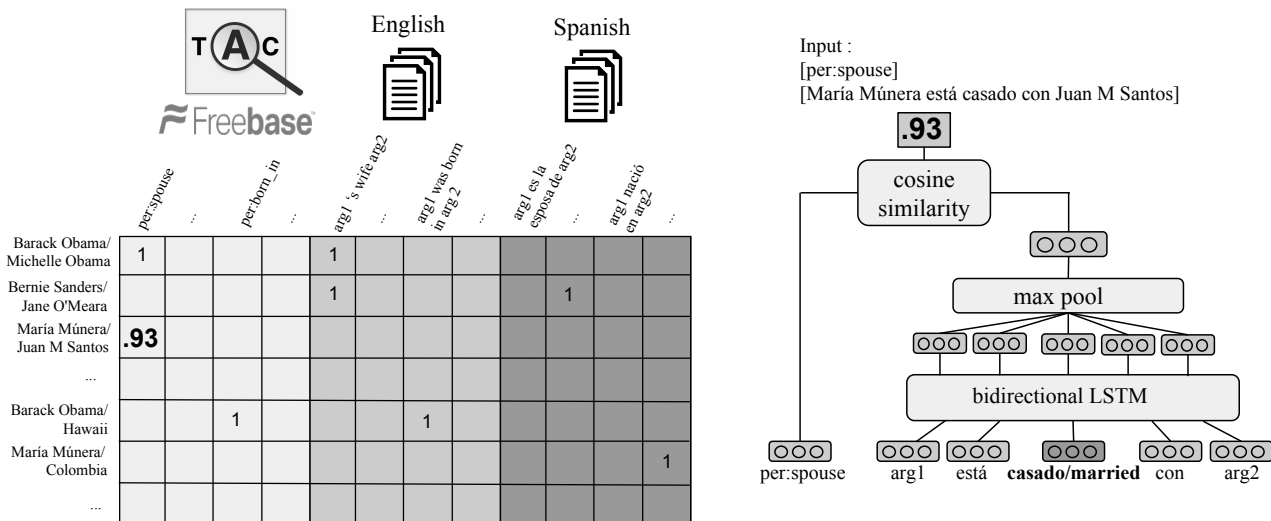 TAC
Freebase
English
Spanish
per:spouse
...
per:born_in
...
arg1 ‘s wife arg2
...
arg1 was born
in arg 2
...
arg1 es la
esposa de arg2
...
arg1 nació
en arg2
...
Barack Obama/
Michelle Obama
1
1
Bernie Sanders/
Jane O'Meara
1
1
María Múnera/
Juan M Santos
.93
...
Barack Obama/
Hawaii
1
1
María Múnera/
Colombia
1
...
Input :
[per:spouse]
[María Múnera está casado con Juan M Santos]
.93
cosine
similarity
max pool
bidirectional LSTM
per:spouse
arg1
está
casado/married
con
arg2